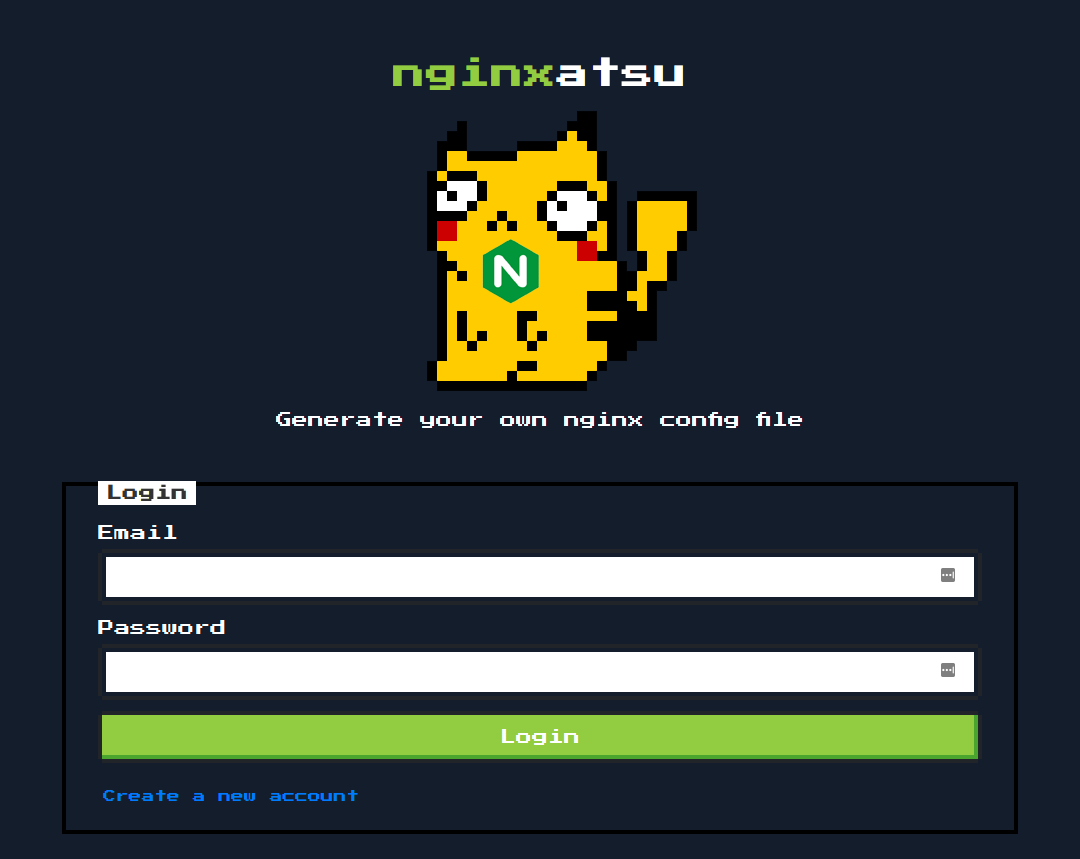 nginxatsu
N
Generate your own nginx config file
Login
Email
Password
Login
Create a new account